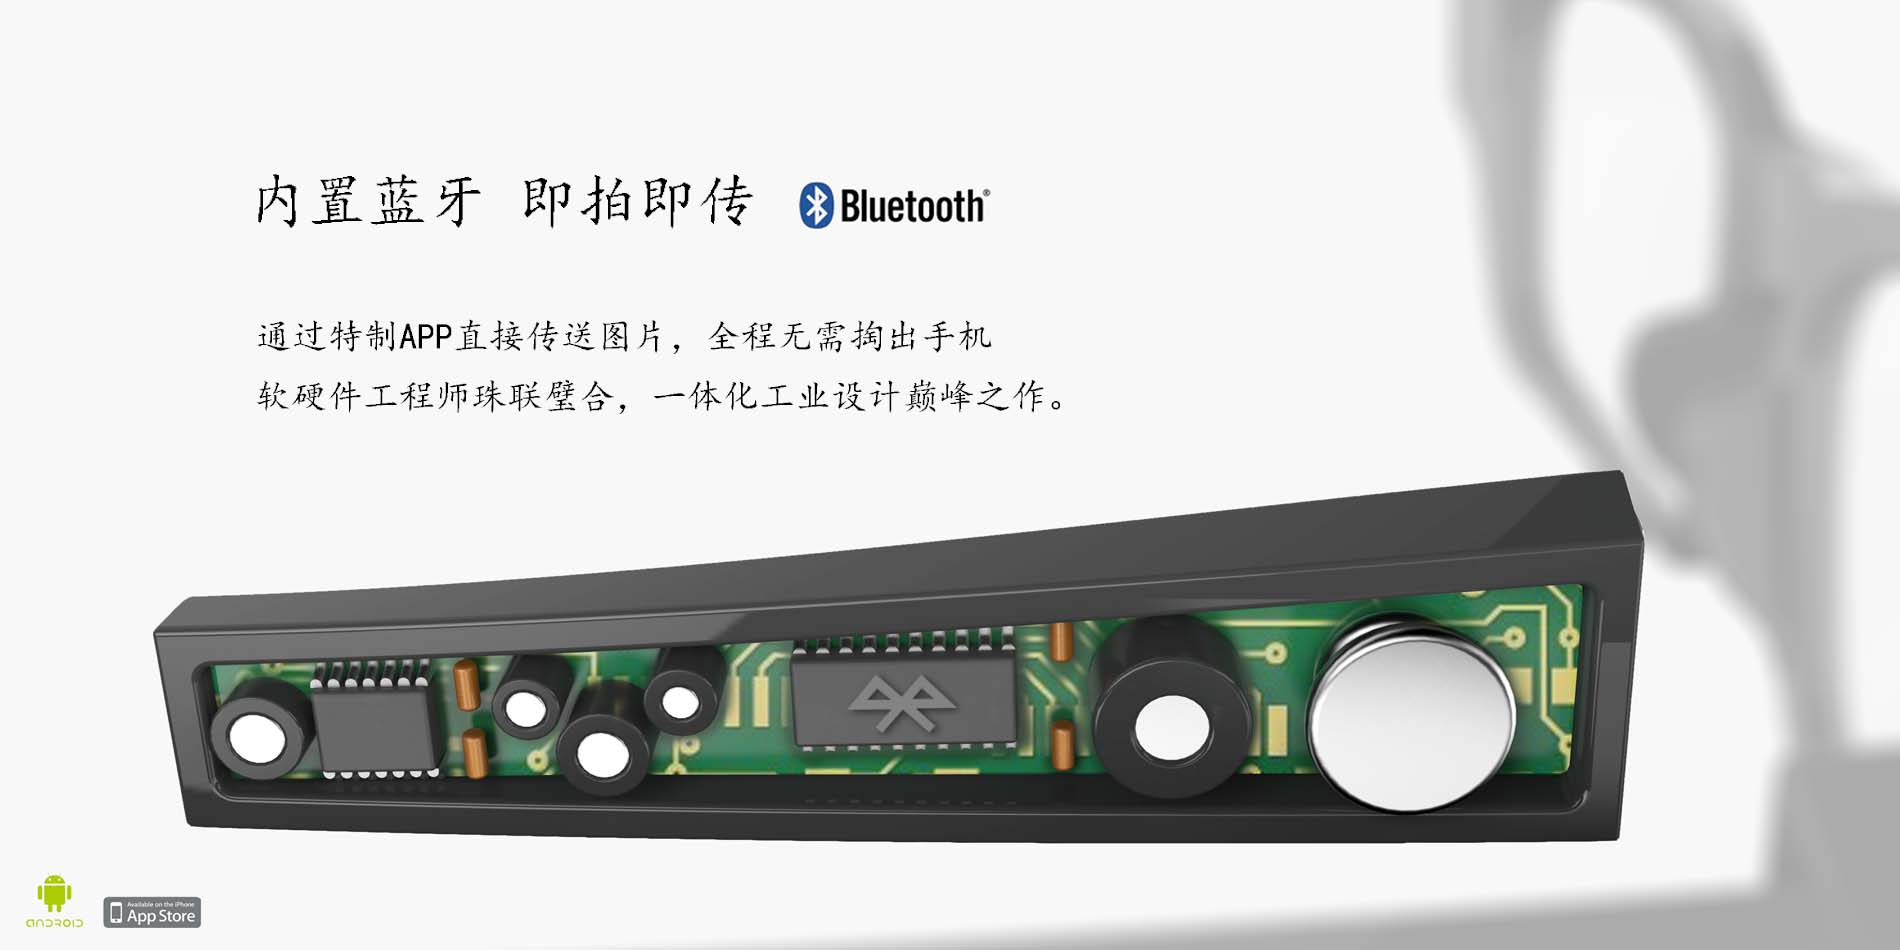 内置蓝牙 即拍即传 Bluetooth®
通过特制APP直接传送图片，全程无需掏出手机
软硬件工程师珠联璧合，一体化工业设计巅峰之作。
ANDROID
Available on the iPhone
App Store